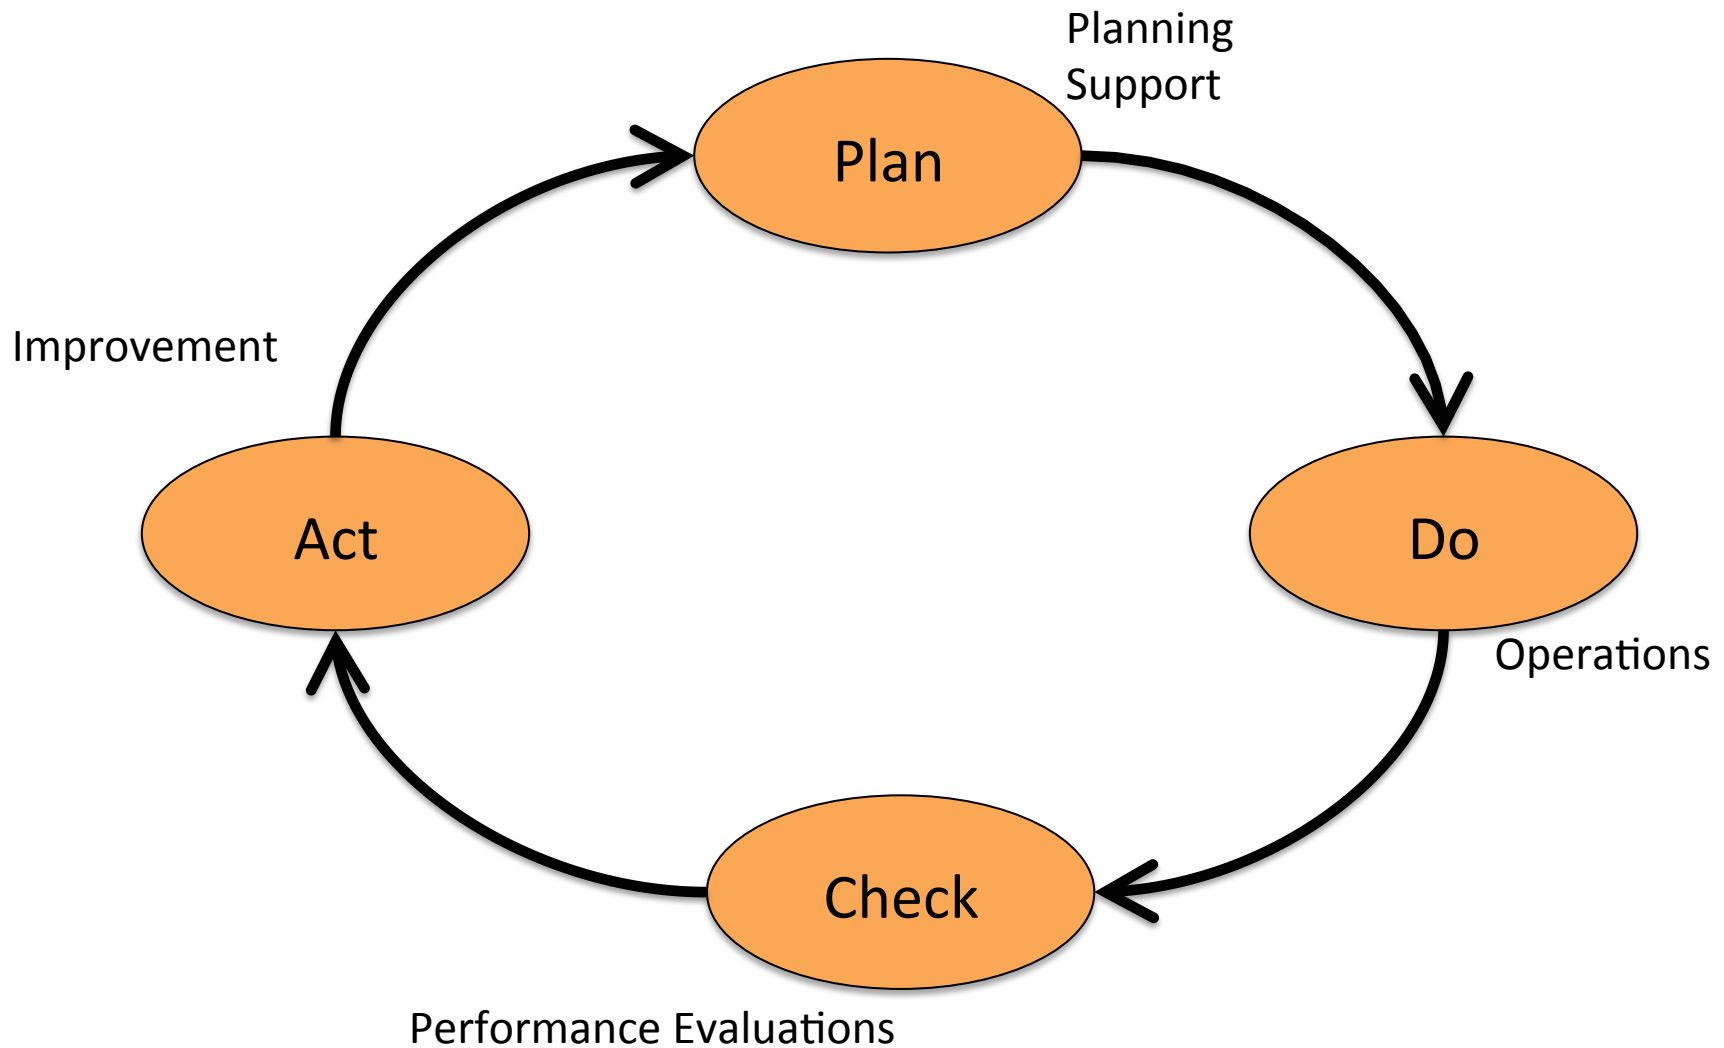 Planning
Support
Plan
Improvement
Act
Do
Operations
Check
Performance Evaluations